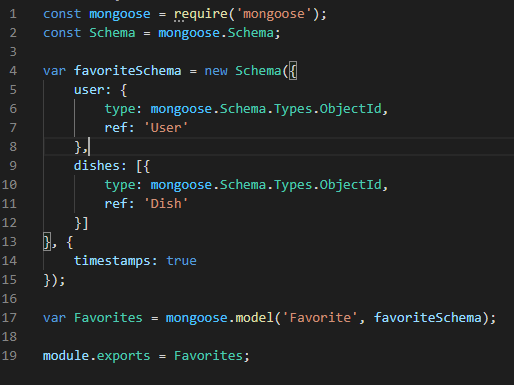 1 const mongoose = require('mongoose');
2 const Schema = mongoose.Schema;
3
4 var favoriteSchema = new Schema({
5     user: {
6         type: mongoose.Schema.Types.ObjectId,
7         ref: 'User'
8     },
9     dishes: [{
10         type: mongoose.Schema.Types.ObjectId,
11         ref: 'Dish'
12     }]
13 }, {
14     timestamps: true
15 });
16
17 var Favorites = mongoose.model('Favorite', favoriteSchema);
18
19 module.exports = Favorites;